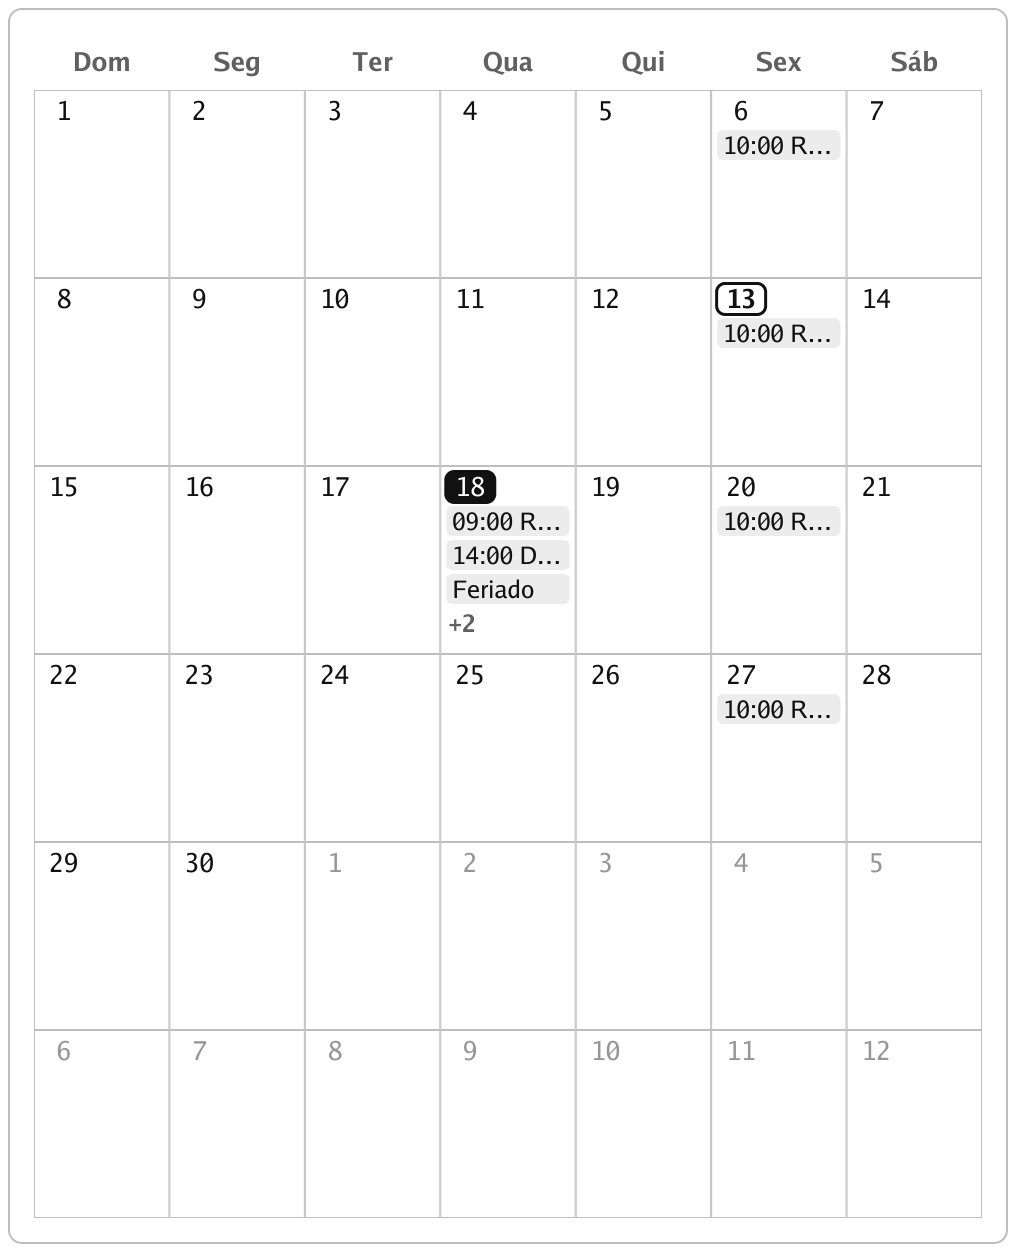 Dom Seg Ter Qua Qui Sex Sáb
1 2 3 4 5 6 7
10:00 R…
8 9 10 11 12 13 14
10:00 R…
15 16 17 18 19 20 21
09:00 R… 10:00 R…
14:00 D…
Feriado
+2
22 23 24 25 26 27 28
10:00 R…
29 30 1 2 3 4 5
6 7 8 9 10 11 12